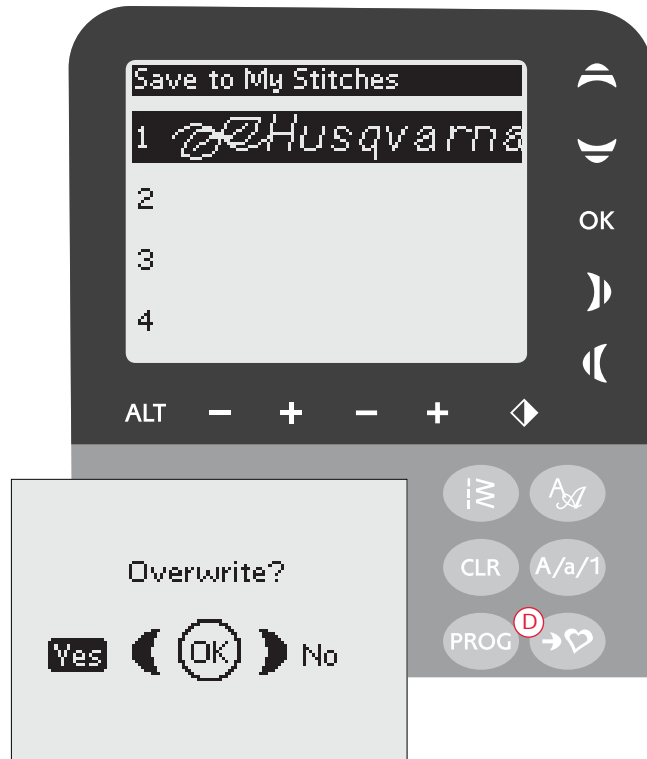 Save to My Stitches
1 Husqvarna
2
3
4
OK
ALT − + − +
A
CLR A/a/1
PROG D
Overwrite?
Yes OK No